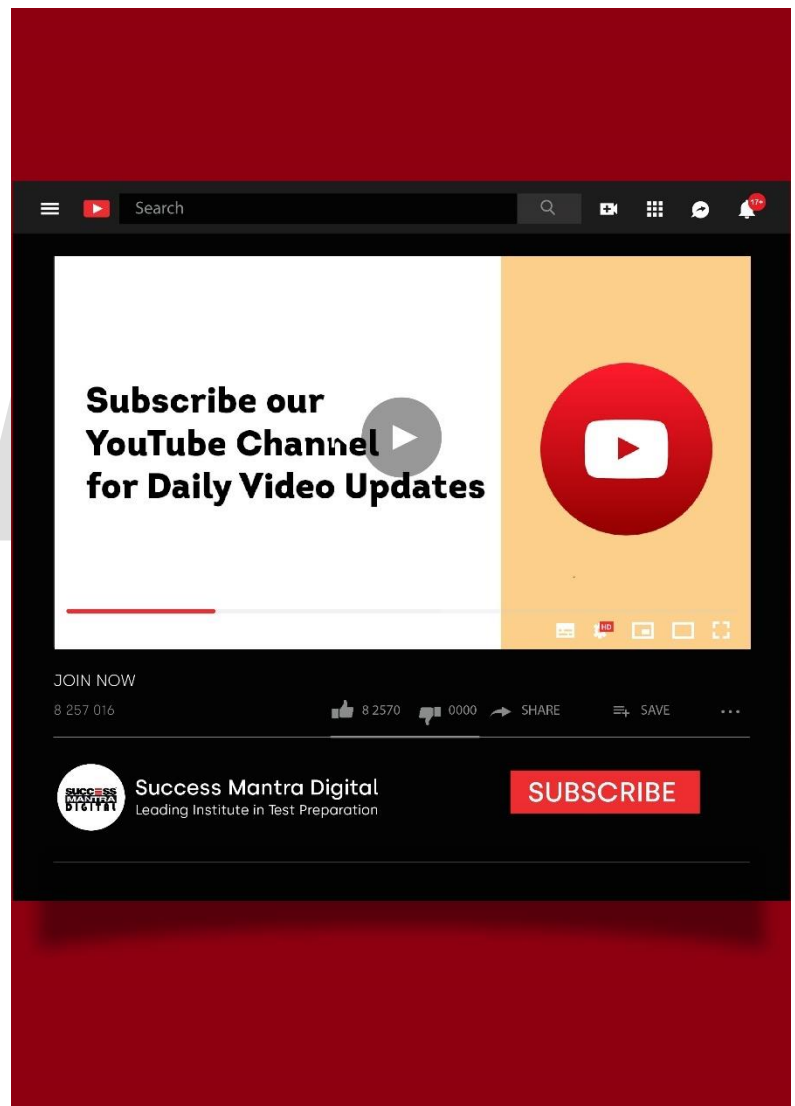 Search
17+
Subscribe our
YouTube Channel
for Daily Video Updates
HD
JOIN NOW
8 257 016
8 2570 0000 SHARE SAVE
SUCCESS
MANTRA
DIGITAL
Success Mantra Digital
Leading Institute in Test Preparation
SUBSCRIBE